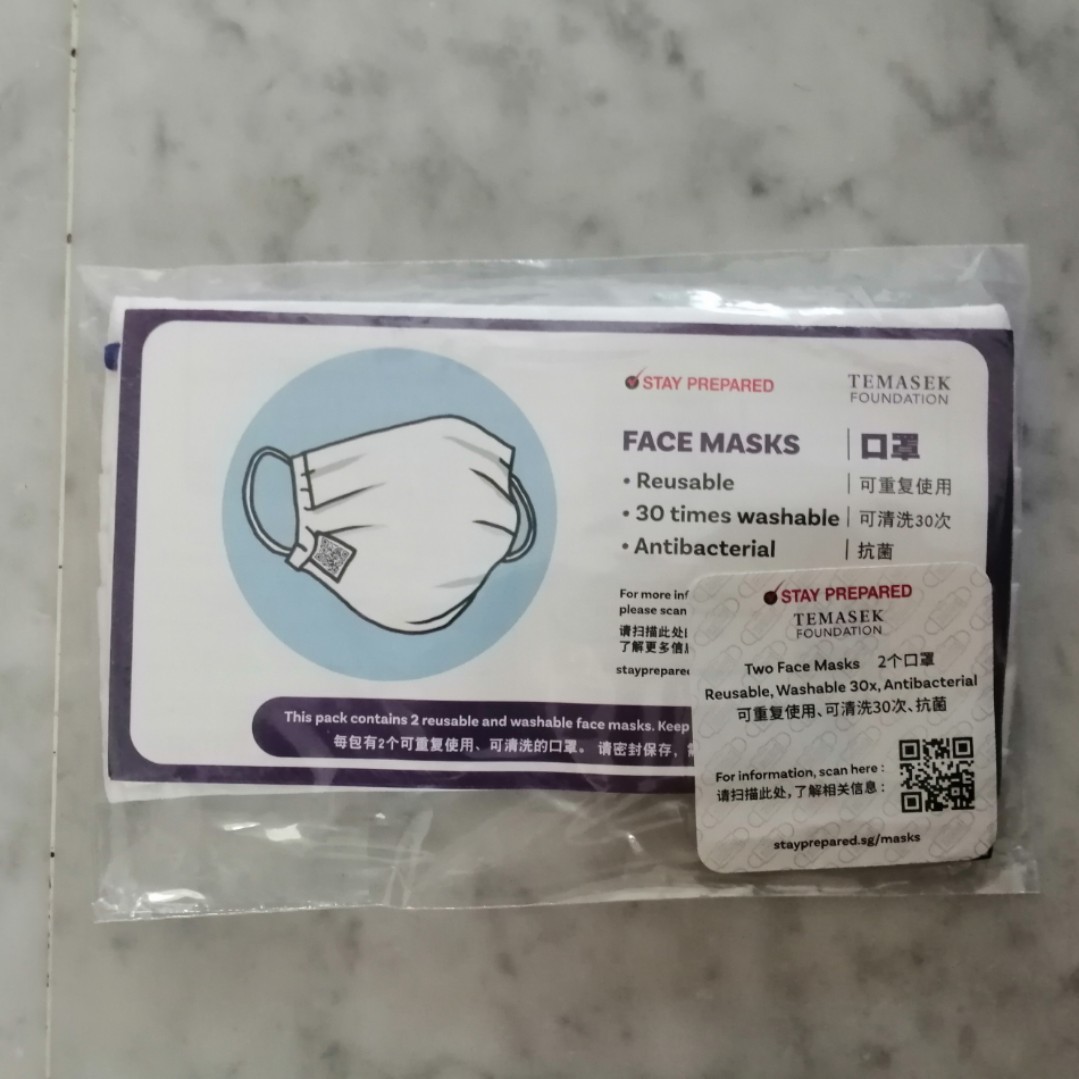 STAY PREPARED
TEMASEK
FOUNDATION
FACE MASKS | 口罩
• Reusable | 可重复使用
• 30 times washable | 可清洗30次
• Antibacterial | 抗菌
For more
please scan
请扫描此处
了解更多信
This pack contains 2 reusable and washable face masks. Keep
每包有2个可重复使用、可清洗的口罩。请密封保存，
STAY PREPARED
TEMASEK
FOUNDATION
Two Face Masks 2个口罩
Reusable, Washable 30x, Antibacterial
可重复使用、可清洗30次、抗菌
For information, scan here :
请扫描此处，了解相关信息：
stayprepared.sg/masks